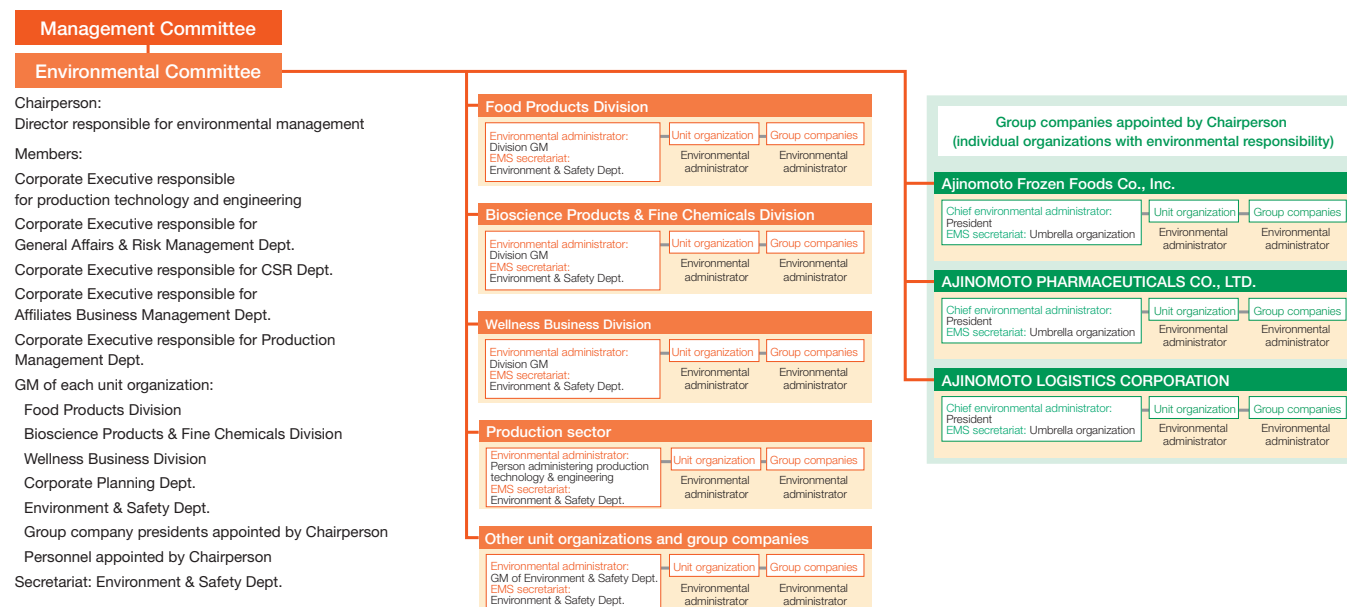 Management Committee
Environmental Committee
Chairperson:
Director responsible for environmental management
Members:
Corporate Executive responsible
for production technology and engineering
Corporate Executive responsible for
General Affairs & Risk Management Dept.
Corporate Executive responsible for CSR Dept.
Corporate Executive responsible for
Affiliates Business Management Dept.
Corporate Executive responsible for Production
Management Dept.
GM of each unit organization:
Food Products Division
Bioscience Products & Fine Chemicals Division
Wellness Business Division
Corporate Planning Dept.
Environment & Safety Dept.
Group company presidents appointed by Chairperson
Personnel appointed by Chairperson
Secretariat: Environment & Safety Dept.
Food Products Division
Environmental administrator:
Division GM
EMS secretariat:
Environment & Safety Dept.
Unit organization
Environmental
administrator
Group companies
Environmental
administrator
Bioscience Products & Fine Chemicals Division
Environmental administrator:
Division GM
EMS secretariat:
Environment & Safety Dept.
Unit organization
Environmental
administrator
Group companies
Environmental
administrator
Wellness Business Division
Environmental administrator:
Division GM
EMS secretariat:
Environment & Safety Dept.
Unit organization
Environmental
administrator
Group companies
Environmental
administrator
Production sector
Environmental administrator:
Person administering production
technology & engineering
EMS secretariat:
Environment & Safety Dept.
Unit organization
Environmental
administrator
Group companies
Environmental
administrator
Other unit organizations and group companies
Environmental administrator:
GM of Environment & Safety Dept.
EMS secretariat:
Environment & Safety Dept.
Unit organization
Environmental
administrator
Group companies
Environmental
administrator
Group companies appointed by Chairperson
(individual organizations with environmental responsibility)
Ajinomoto Frozen Foods Co., Inc.
Chief environmental administrator:
President
EMS secretariat: Umbrella organization
Unit organization
Environmental
administrator
Group companies
Environmental
administrator
AJINOMOTO PHARMACEUTICALS CO., LTD.
Chief environmental administrator:
President
EMS secretariat: Umbrella organization
Unit organization
Environmental
administrator
Group companies
Environmental
administrator
AJINOMOTO LOGISTICS CORPORATION
Chief environmental administrator:
President
EMS secretariat: Umbrella organization
Unit organization
Environmental
administrator
Group companies
Environmental
administrator